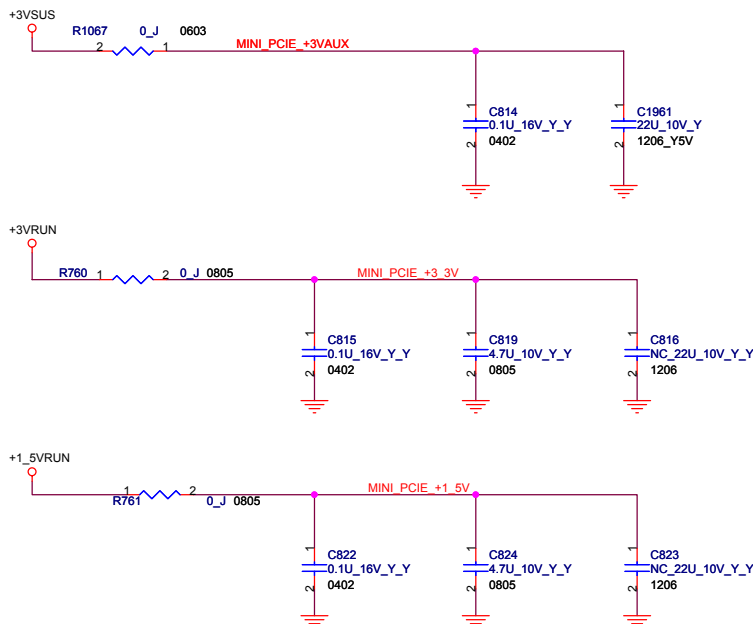 +3VSUS
R1067 0_J 0603
2 1 MINI_PCIE_+3VAUX
1 1
C814 C1961
0.1U_16V_Y_Y 22U_10V_Y
0402 1206_Y5V
2 2
+3VRUN
R760 1 2 0_J 0805 MINI_PCIE_+3_3V
1 1 1
C815 C819 C816
0.1U_16V_Y_Y 4.7U_10V_Y_Y NC_22U_10V_Y_Y
0402 0805 1206
2 2 2
+1_5VRUN
1 2 MINI_PCIE_+1_5V
R761 0_J 0805
1 1 1
C822 C824 C823
0.1U_16V_Y_Y 4.7U_10V_Y_Y NC_22U_10V_Y_Y
0402 0805 1206
2 2 2